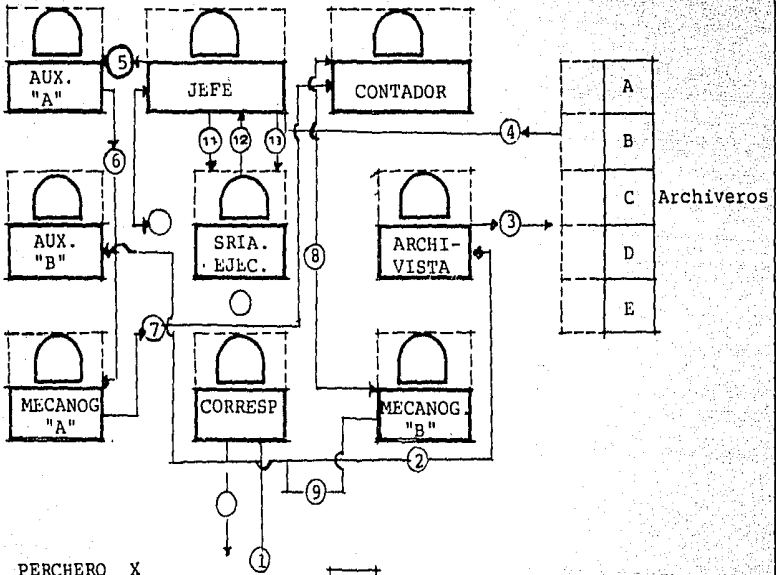 5
AUX.
"A"
JEFE
CONTADOR
A
11
12
13
4
B
6
C
Archiveros
3
AUX.
"B"
SRIA.
EJEC.
8
ARCHI-
VISTA
D
E
7
MECANOG
"A"
CORRESP
MECANOG.
"B"
2
9
1
PERCHERO X